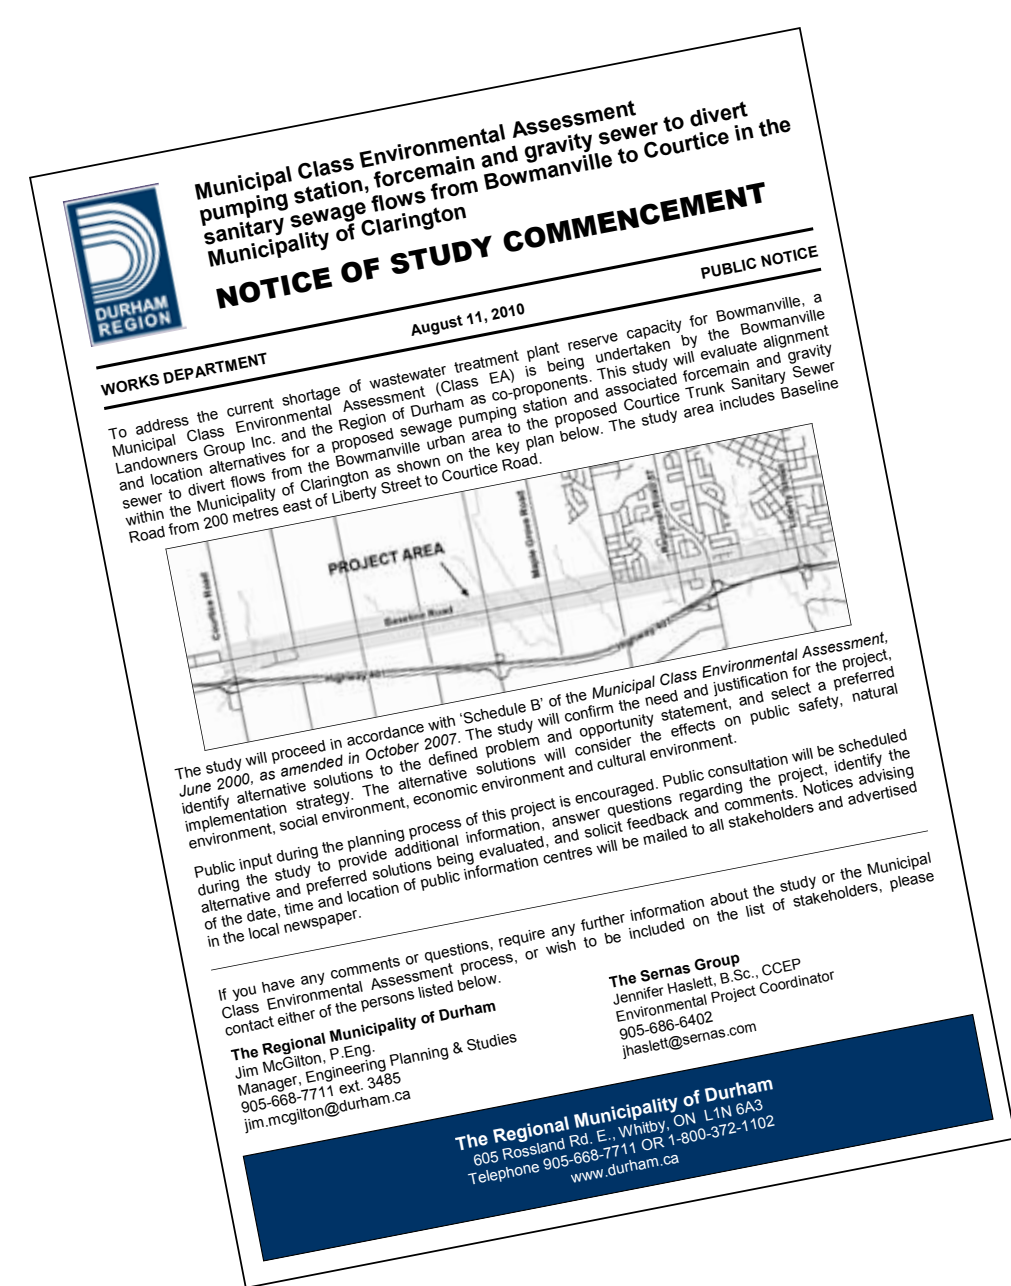 Municipal Class Environmental Assessment
pumping station, forcemain and gravity sewer to divert
sanitary sewage flows from Bowmanville to Courtice in the
Municipality of Clarington
NOTICE OF STUDY COMMENCEMENT
DURHAM
REGION
WORKS DEPARTMENT
August 11, 2010
PUBLIC NOTICE
To address the current shortage of wastewater treatment plant reserve capacity for Bowmanville, a
Municipal Class Environmental Assessment (Class EA) is being undertaken by the Bowmanville
Landowners Group Inc. and the Region of Durham as co-proponents. This study will evaluate alignment
and location alternatives for a proposed sewage pumping station and associated forcemain and gravity
sewer to divert flows from the Bowmanville urban area to the proposed Courtice Trunk Sanitary Sewer
within the Municipality of Clarington as shown on the key plan below. The study area includes Baseline
Road from 200 metres east of Liberty Street to Courtice Road.
PROJECT AREA
Courtice Road
Maple Grove Road
Regional Road 57
Liberty Street
Baseline Road
Highway 401
Highway 401
The study will proceed in accordance with ‘Schedule B’ of the Municipal Class Environmental Assessment,
June 2000, as amended in October 2007. The study will confirm the need and justification for the project,
identify alternative solutions to the defined problem and opportunity statement, and select a preferred
implementation strategy. The alternative solutions will consider the effects on public safety, natural
environment, social environment, economic environment and cultural environment.
Public input during the planning process of this project is encouraged. Public consultation will be scheduled
during the study to provide additional information, answer questions regarding the project, identify the
alternative and preferred solutions being evaluated, and solicit feedback and comments. Notices advising
of the date, time and location of public information centres will be mailed to all stakeholders and advertised
in the local newspaper.
If you have any comments or questions, require any further information about the study or the Municipal
Class Environmental Assessment process, or wish to be included on the list of stakeholders, please
contact either of the persons listed below.
The Regional Municipality of Durham
Jim McGilton, P.Eng.
Manager, Engineering Planning & Studies
905-668-7711 ext. 3485
jim.mcgilton@durham.ca
The Sernas Group
Jennifer Haslett, B.Sc., CCEP
Environmental Project Coordinator
905-686-6402
jhaslett@sernas.com
The Regional Municipality of Durham
605 Rossland Rd. E., Whitby, ON L1N 6A3
Telephone 905-668-7711 OR 1-800-372-1102
www.durham.ca